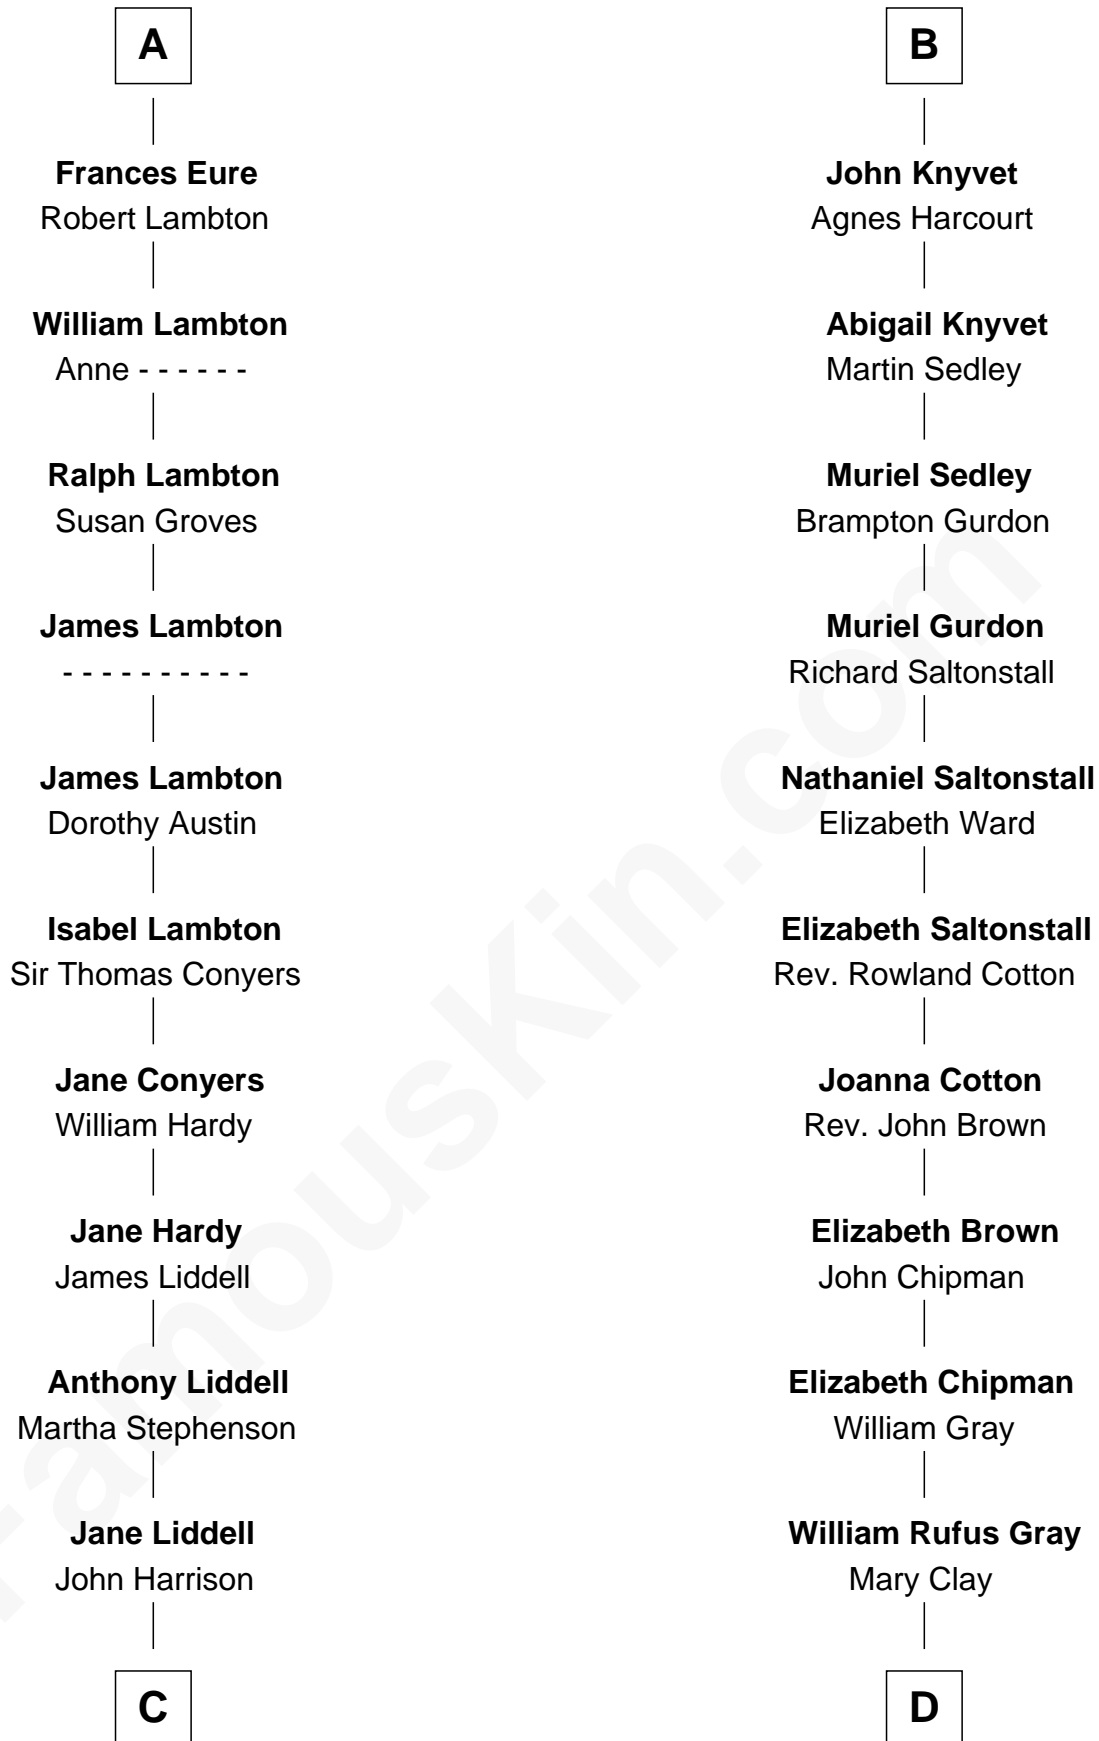 A
Frances Eure
Robert Lambton
William Lambton
Anne - - - - - -
Ralph Lambton
Susan Groves
James Lambton
- - - - - - - - - -
James Lambton
Dorothy Austin
Isabel Lambton
Sir Thomas Conyers
Jane Conyers
William Hardy
Jane Hardy
James Liddell
Anthony Liddell
Martha Stephenson
Jane Liddell
John Harrison
C
B
John Knyvet
Agnes Harcourt
Abigail Knyvet
Martin Sedley
Muriel Sedley
Brampton Gurdon
Muriel Gurdon
Richard Saltonstall
Nathaniel Saltonstall
Elizabeth Ward
Elizabeth Saltonstall
Rev. Rowland Cotton
Joanna Cotton
Rev. John Brown
Elizabeth Brown
John Chipman
Elizabeth Chipman
William Gray
William Rufus Gray
Mary Clay
D
FamousKin.com